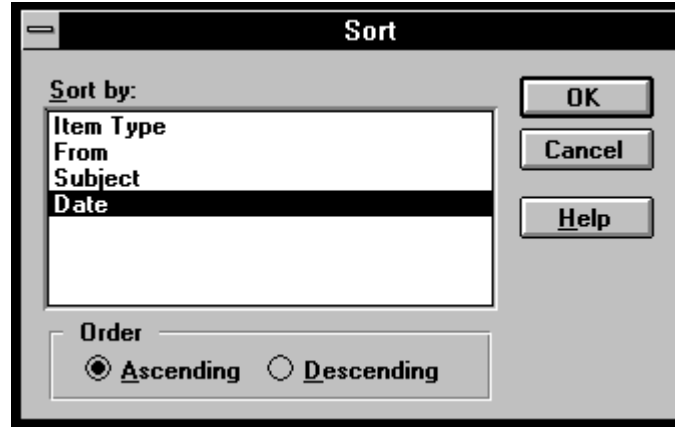 Sort
Sort by:
Item Type
From
Subject
Date
OK
Cancel
Help
Order
Ascending
Descending